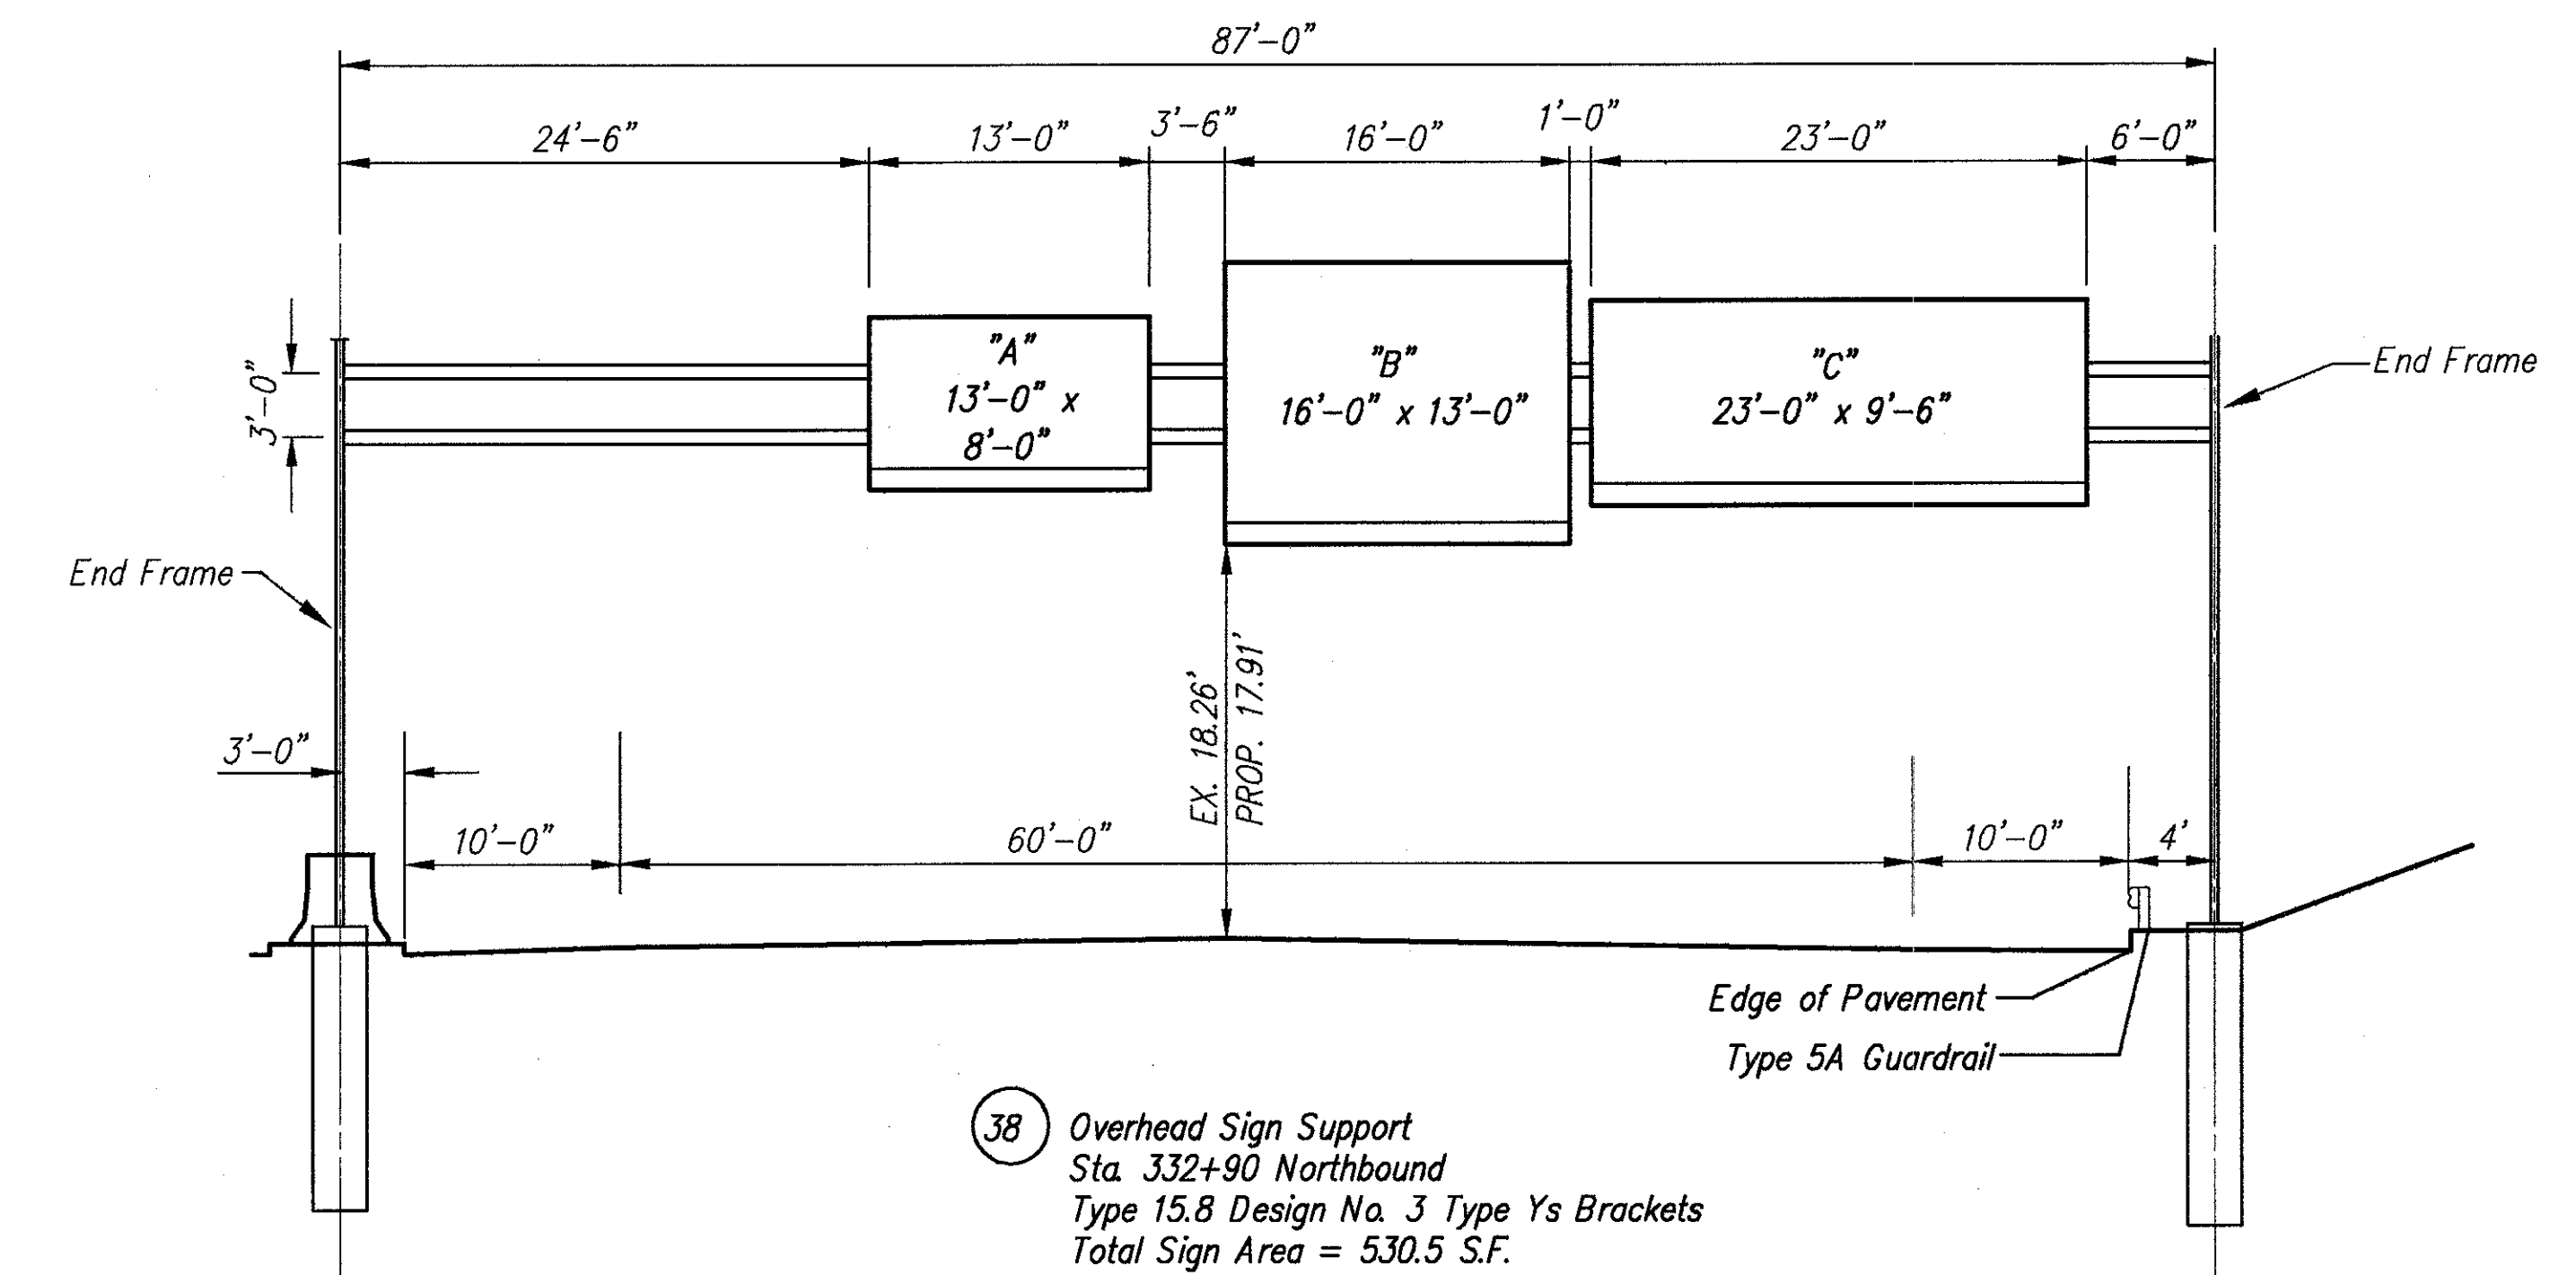 87'-0"
24'-6"
13'-0"
3'-6"
16'-0"
1'-0"
23'-0"
6'-0"
3'-0"
"A"
13'-0" x
8'-0"
"B"
16'-0" x 13'-0"
"C"
23'-0" x 9'-6"
End Frame
End Frame
EX. 18.26'
PROP. 17.91'
3'-0"
10'-0"
60'-0"
10'-0"
4'
Edge of Pavement
Type 5A Guardrail
38
Overhead Sign Support
Sta. 332+90 Northbound
Type 15.8 Design No. 3 Type Ys Brackets
Total Sign Area = 530.5 S.F.